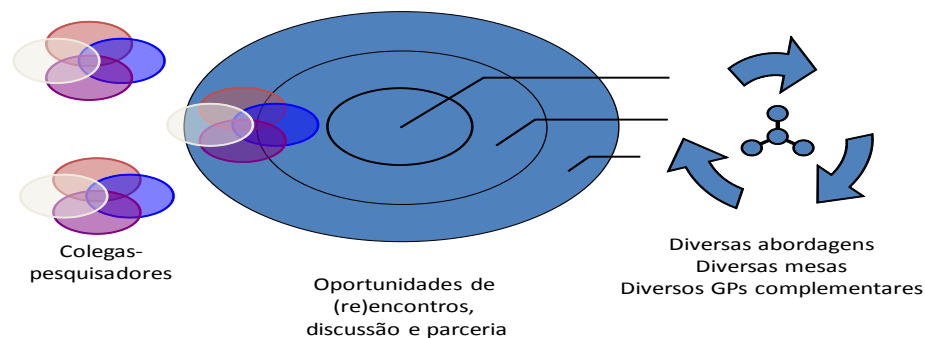 Colegas-
pesquisadores
Oportunidades de
(re)encontros,
discussão e parceria
Diversas abordagens
Diversas mesas
Diversos GPs complementares